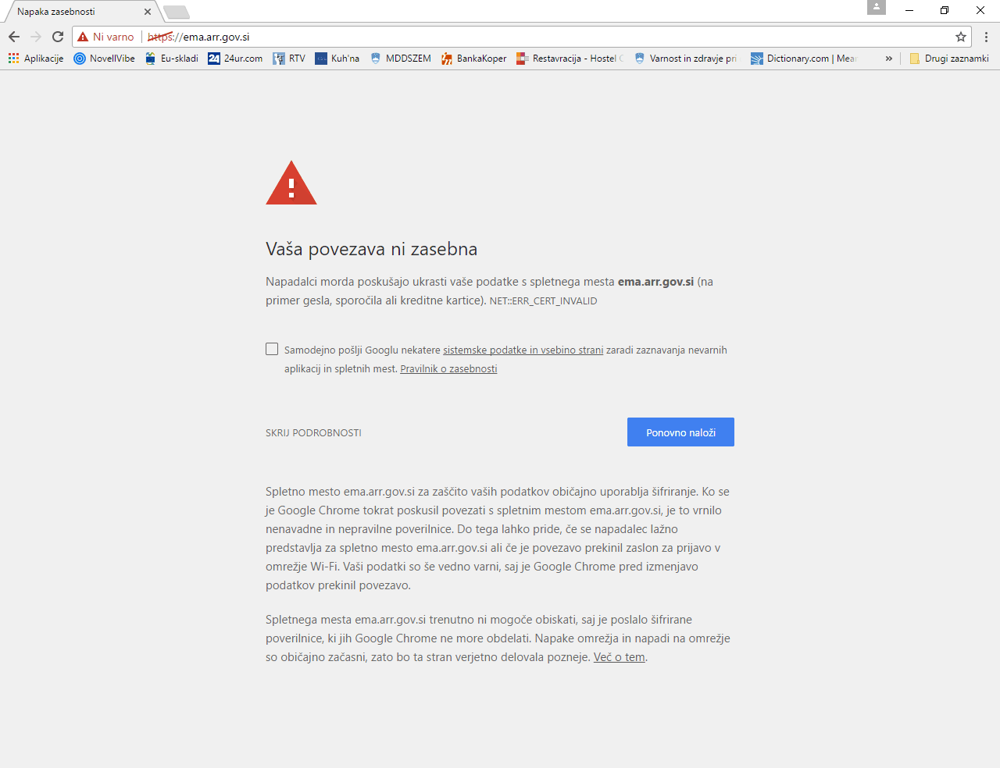 Napaka zasebnosti
Ni varno https://ema.arr.gov.si
Aplikacije NovellVibe Eu-skladi 24 24ur.com RTV Kuh'na MDDSZEM BankaKoper Restavracija - Hostel Varnost in zdravje pri Dictionary.com | Mear » Drugi zaznamki
Vaša povezava ni zasebna
Napadalci morda poskušajo ukrasti vaše podatke s spletnega mesta ema.arr.gov.si (na
primer gesla, sporočila ali kreditne kartice). NET::ERR_CERT_INVALID
Samodejno pošlji Googlu nekatere sistemske podatke in vsebino strani zaradi zaznavanja nevarnih
aplikacij in spletnih mest. Pravilnik o zasebnosti
SKRIJ PODROBNOSTI
Ponovno naloži
Spletno mesto ema.arr.gov.si za zaščito vaših podatkov običajno uporablja šifriranje. Ko se
je Google Chrome tokrat poskusil povezati s spletnim mestom ema.arr.gov.si, je to vrnilo
nenavadne in nepravilne poverilnice. Do tega lahko pride, če se napadalec lažno
predstavlja za spletno mesto ema.arr.gov.si ali če je povezavo prekinil zaslon za prijavo v
omrežje Wi-Fi. Vaši podatki so še vedno varni, saj je Google Chrome pred izmenjavo
podatkov prekinil povezavo.
Spletnega mesta ema.arr.gov.si trenutno ni mogoče obiskati, saj je poslalo šifrirane
poverilnice, ki jih Google Chrome ne more obdelati. Napake omrežja in napadi na omrežje
so običajno začasni, zato bo ta stran verjetno delovala pozneje. Več o tem.